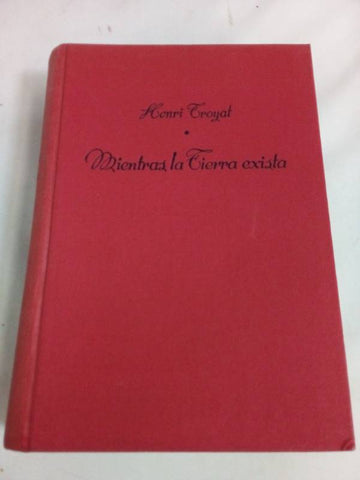 Henri Troyat
Mientras la Tierra exista